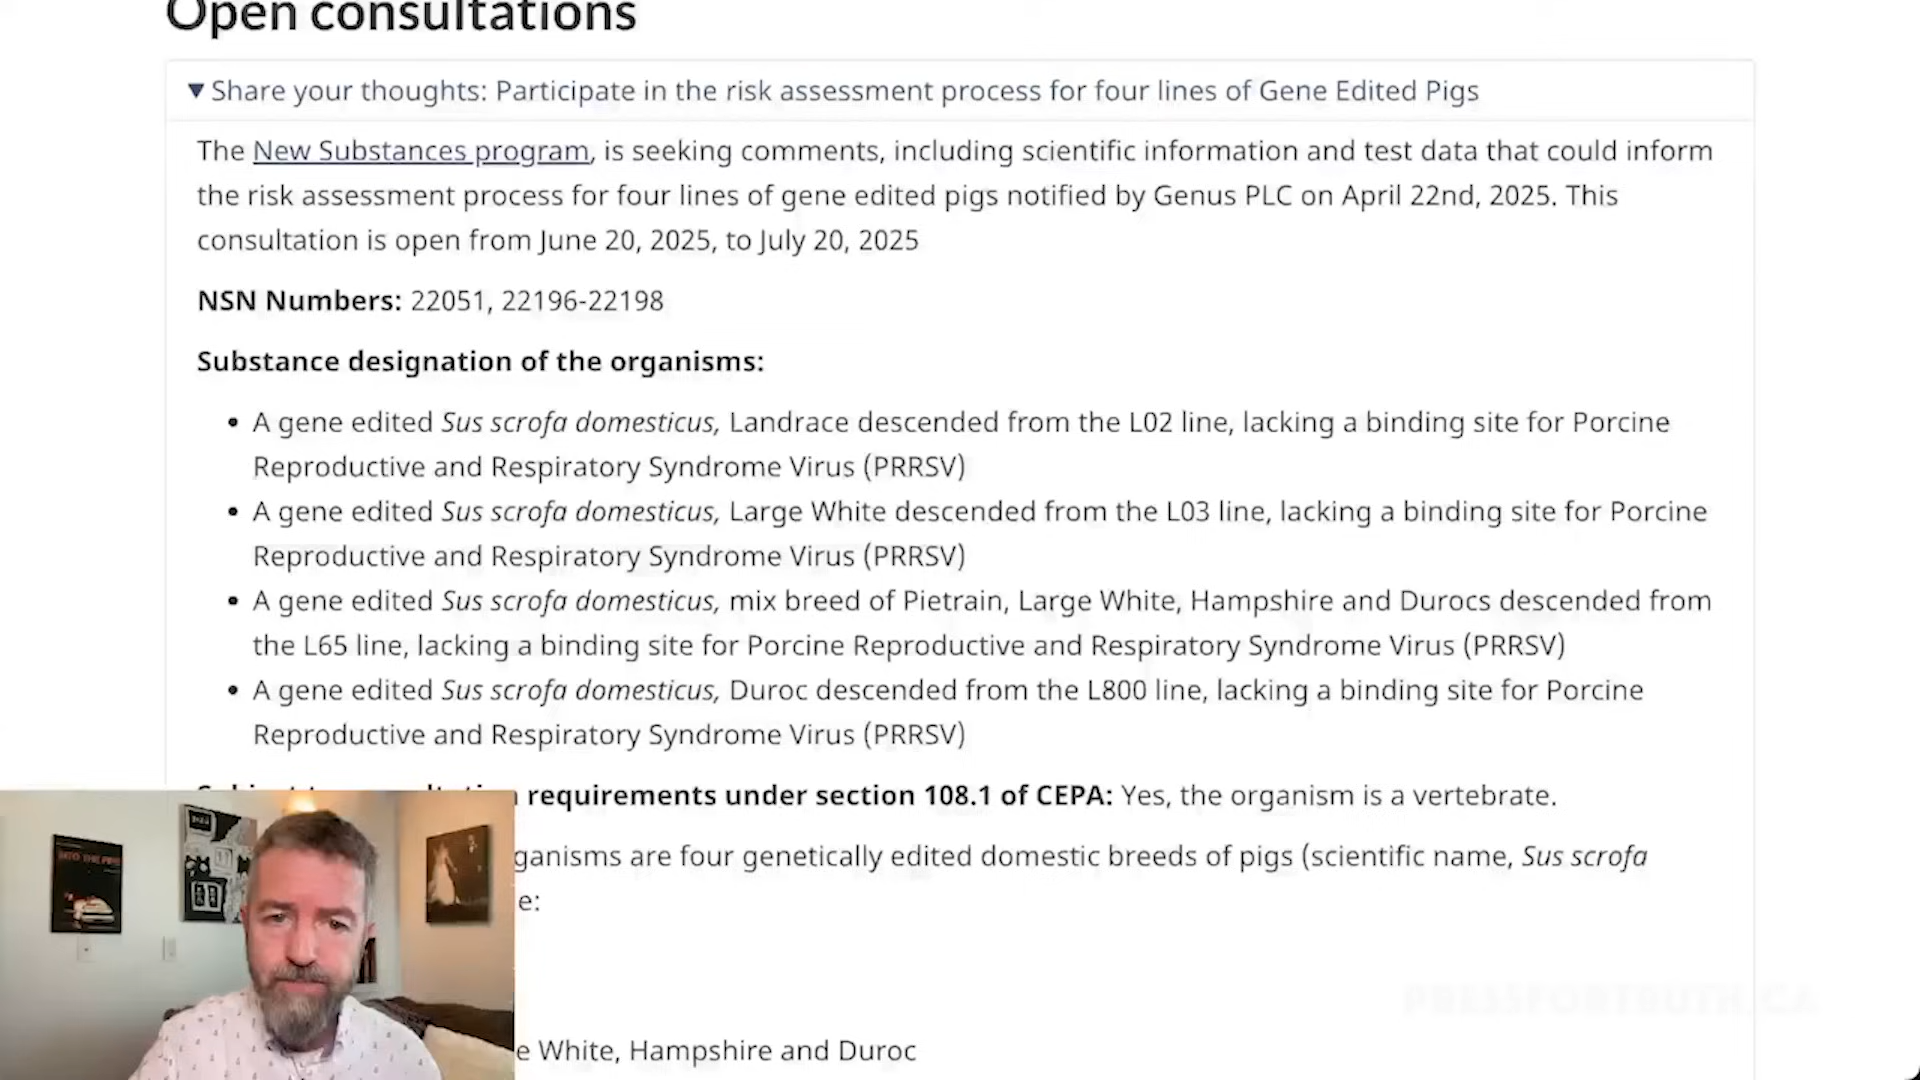 Open consultations
▼ Share your thoughts: Participate in the risk assessment process for four lines of Gene Edited Pigs
The New Substances program, is seeking comments, including scientific information and test data that could inform
the risk assessment process for four lines of gene edited pigs notified by Genus PLC on April 22nd, 2025. This
consultation is open from June 20, 2025, to July 20, 2025
NSN Numbers: 22051, 22196-22198
Substance designation of the organisms:
• A gene edited Sus scrofa domesticus, Landrace descended from the L02 line, lacking a binding site for Porcine
Reproductive and Respiratory Syndrome Virus (PRRSV)
• A gene edited Sus scrofa domesticus, Large White descended from the L03 line, lacking a binding site for Porcine
Reproductive and Respiratory Syndrome Virus (PRRSV)
• A gene edited Sus scrofa domesticus, mix breed of Pietrain, Large White, Hampshire and Durocs descended from
the L65 line, lacking a binding site for Porcine Reproductive and Respiratory Syndrome Virus (PRRSV)
• A gene edited Sus scrofa domesticus, Duroc descended from the L800 line, lacking a binding site for Porcine
Reproductive and Respiratory Syndrome Virus (PRRSV)
requirements under section 108.1 of CEPA: Yes, the organism is a vertebrate.
ganisms are four genetically edited domestic breeds of pigs (scientific name, Sus scrofa
e:
e White, Hampshire and Duroc
PRESSFORTRUTH.CA
INTO THE FIRE